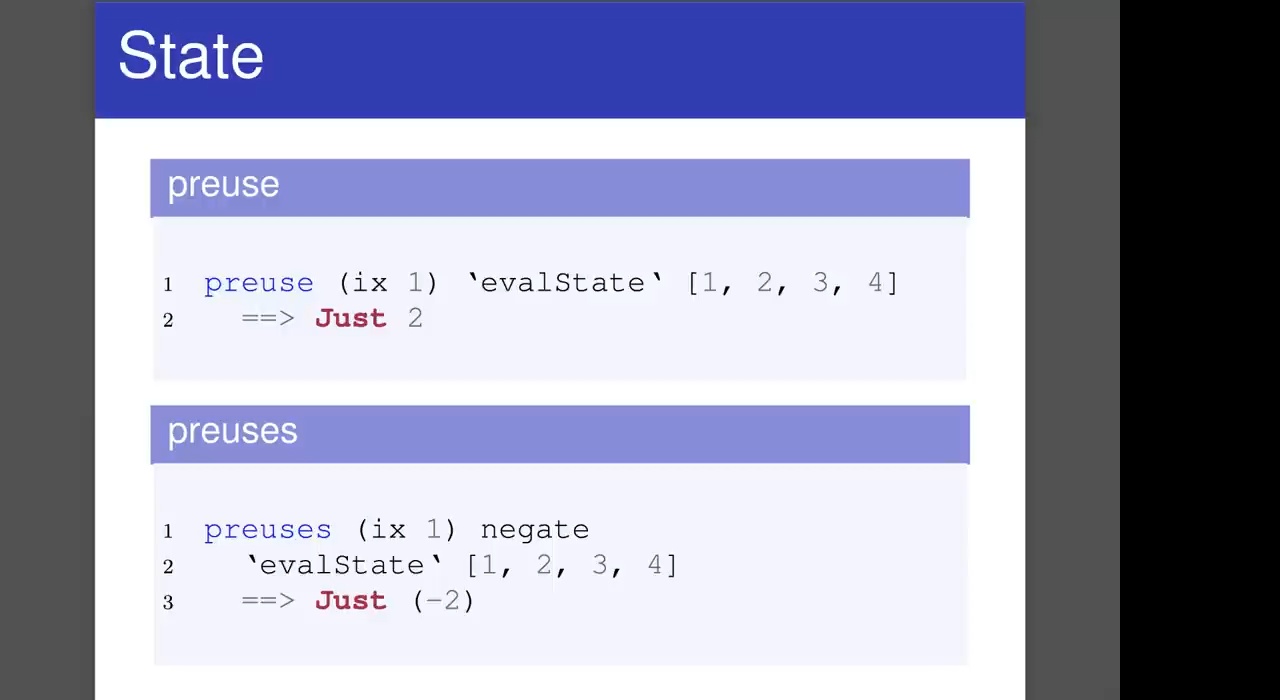 State
preuse
1 preuse (ix 1) `evalState` [1, 2, 3, 4]
2 ==> Just 2
preuses
1 preuses (ix 1) negate
2 `evalState` [1, 2, 3, 4]
3 ==> Just (-2)